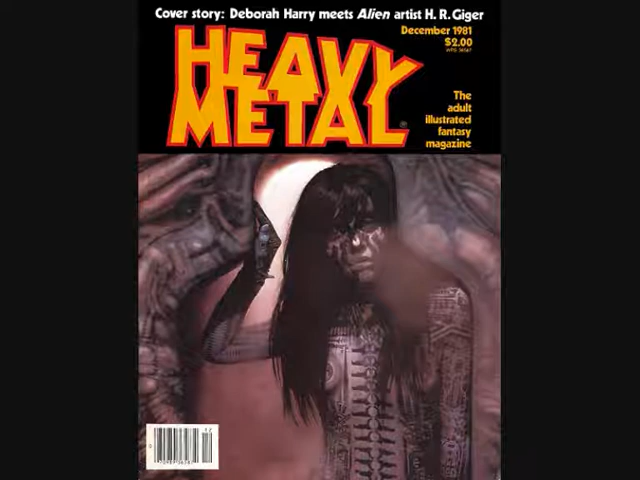 Cover story: Deborah Harry meets Alien artist H. R. Giger
December 1981
$2.00
HEAVY
METAL
®
The
adult
illustrated
fantasy
magazine